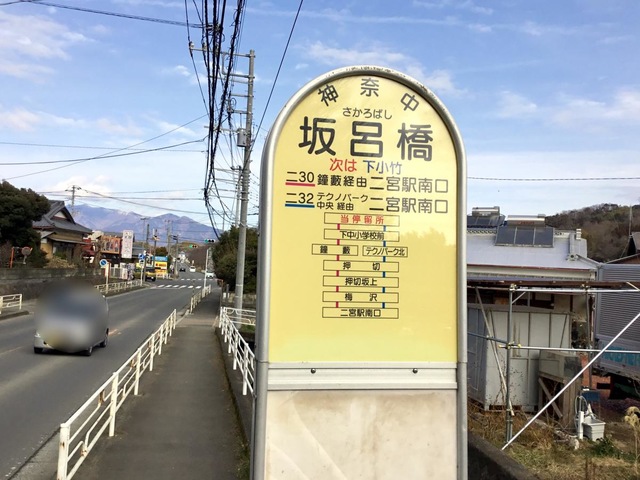 神奈中
さかろばし
坂呂橋
次は 下小竹
二30 鐘藪経由 二宮駅南口
二32 テクノパーク中央 経由 二宮駅南口
当停留所
下中小学校前
鐘藪 テクノパーク北
押切
押切坂上
梅沢
二宮駅南口